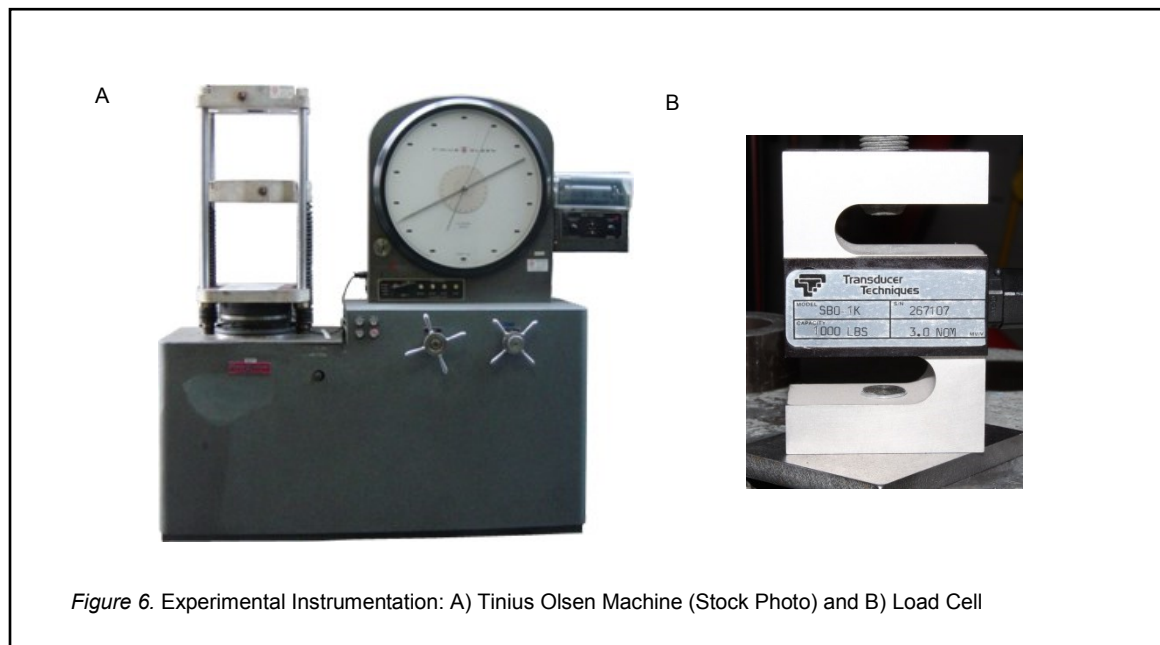 A
B
TINIUS OLSEN
Transducer
Techniques
MODEL
SBO 1K
S/N
267107
CAPACITY
1000 LBS
3.0 NOM
MV/V
Figure 6. Experimental Instrumentation: A) Tinius Olsen Machine (Stock Photo) and B) Load Cell